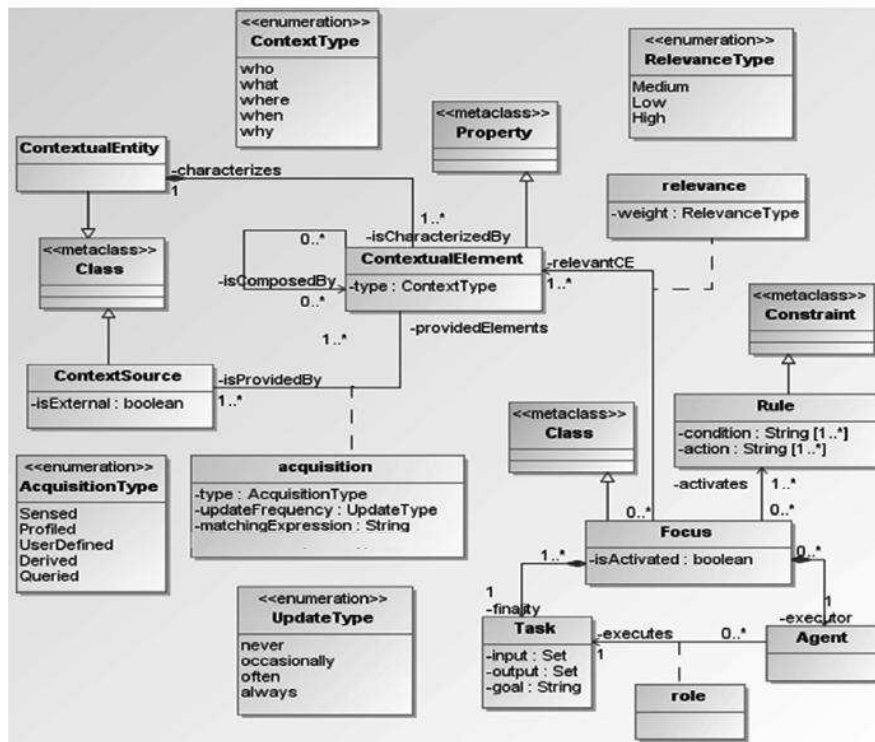 <<enumeration>>
ContextType
who
what
where
when
why
<<enumeration>>
RelevanceType
Medium
Low
High
<<metaclass>>
Property
ContextualEntity
-characterizes
1
relevance
-weight : RelevanceType
1..*
-isCharacterizedBy
0..*
<<metaclass>>
Class
ContextualElement
-type : ContextType
-isComposedBy
0..*
-relevantCE
1..*
<<metaclass>>
Constraint
1..*
-providedElements
ContextSource
-isExternal : boolean
-isProvidedBy
1..*
<<metaclass>>
Class
Rule
-condition : String [1..*]
-action : String [1..*]
<<enumeration>>
AcquisitionType
Sensed
Profiled
UserDefined
Derived
Queried
acquisition
-type : AcquisitionType
-updateFrequency : UpdateType
-matchingExpression : String
-activates
1..*
0..*
0..*
Focus
-isActivated : boolean
1..*
0..*
<<enumeration>>
UpdateType
never
occasionally
often
always
1
-finality
1
-executor
Task
-input : Set
-output : Set
-goal : String
-executes
1
0..*
Agent
role